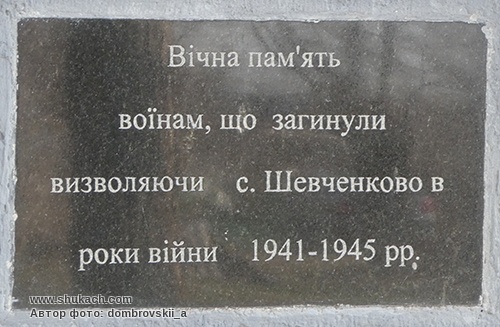 Вічна пам'ять
воїнам, що загинули
визволяючи с. Шевченково в
роки війни 1941-1945 рр.
www.shukach.com
Автор фото: dombrovskii_a